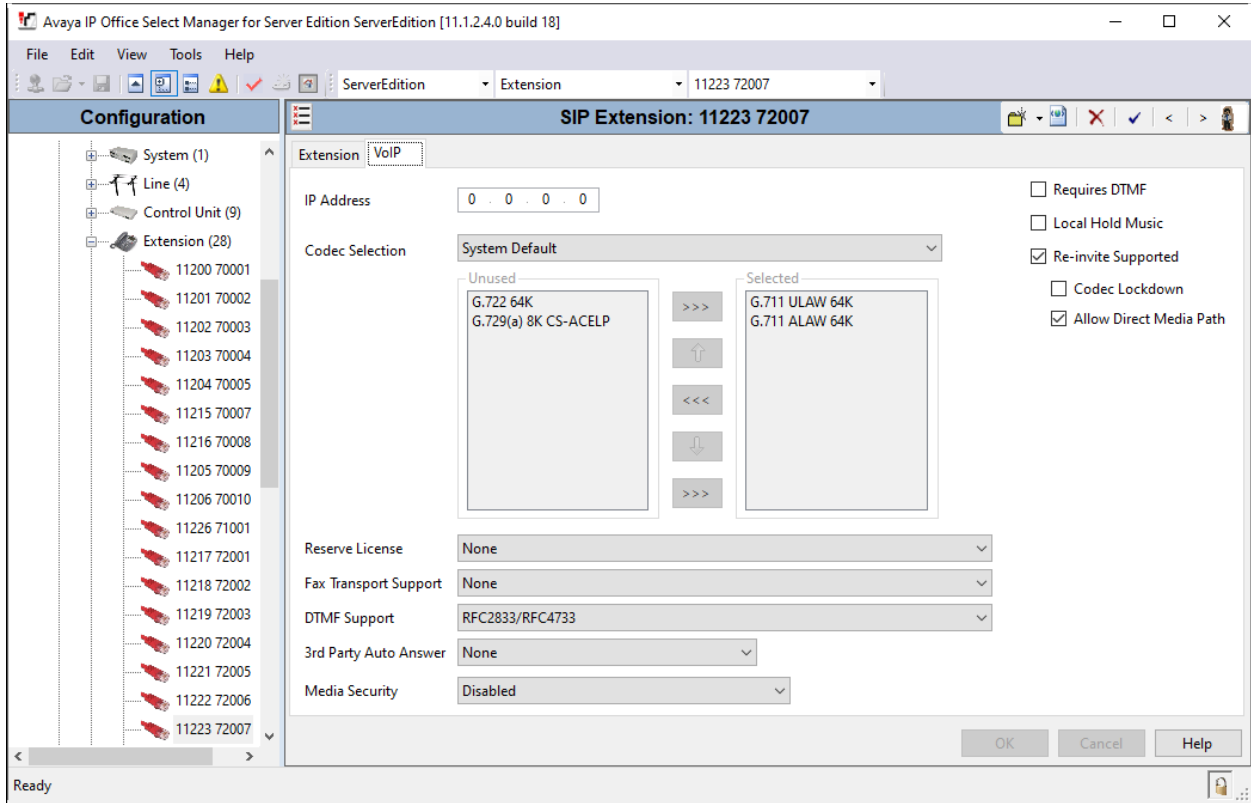 Avaya IP Office Select Manager for Server Edition ServerEdition [11.1.2.4.0 build 18]
File Edit View Tools Help
ServerEdition Extension 11223 72007
Configuration
System (1)
Line (4)
Control Unit (9)
Extension (28)
11200 70001
11201 70002
11202 70003
11203 70004
11204 70005
11215 70007
11216 70008
11205 70009
11206 70010
11226 71001
11217 72001
11218 72002
11219 72003
11220 72004
11221 72005
11222 72006
11223 72007
SIP Extension: 11223 72007
Extension VoIP
IP Address 0 . 0 . 0 . 0
Codec Selection System Default
Unused
G.722 64K
G.729(a) 8K CS-ACELP
>>>
<<<
>>>
Selected
G.711 ULAW 64K
G.711 ALAW 64K
Reserve License None
Fax Transport Support None
DTMF Support RFC2833/RFC4733
3rd Party Auto Answer None
Media Security Disabled
Requires DTMF
Local Hold Music
Re-invite Supported
Codec Lockdown
Allow Direct Media Path
OK Cancel Help
Ready